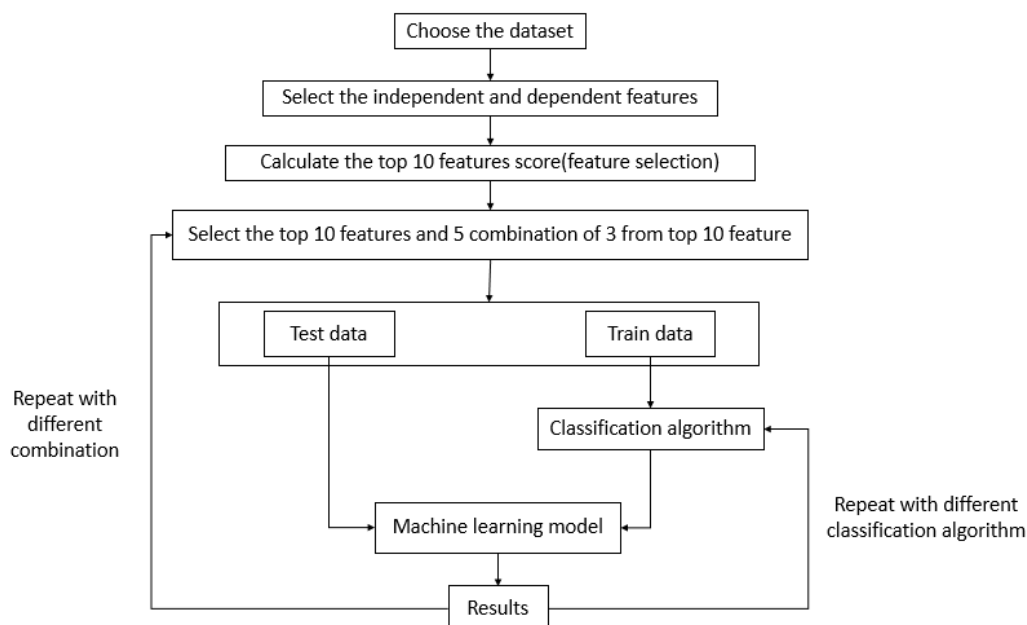 Choose the dataset
Select the independent and dependent features
Calculate the top 10 features score(feature selection)
Select the top 10 features and 5 combination of 3 from top 10 feature
Test data
Train data
Repeat with
different
combination
Classification algorithm
Repeat with different
classification algorithm
Machine learning model
Results